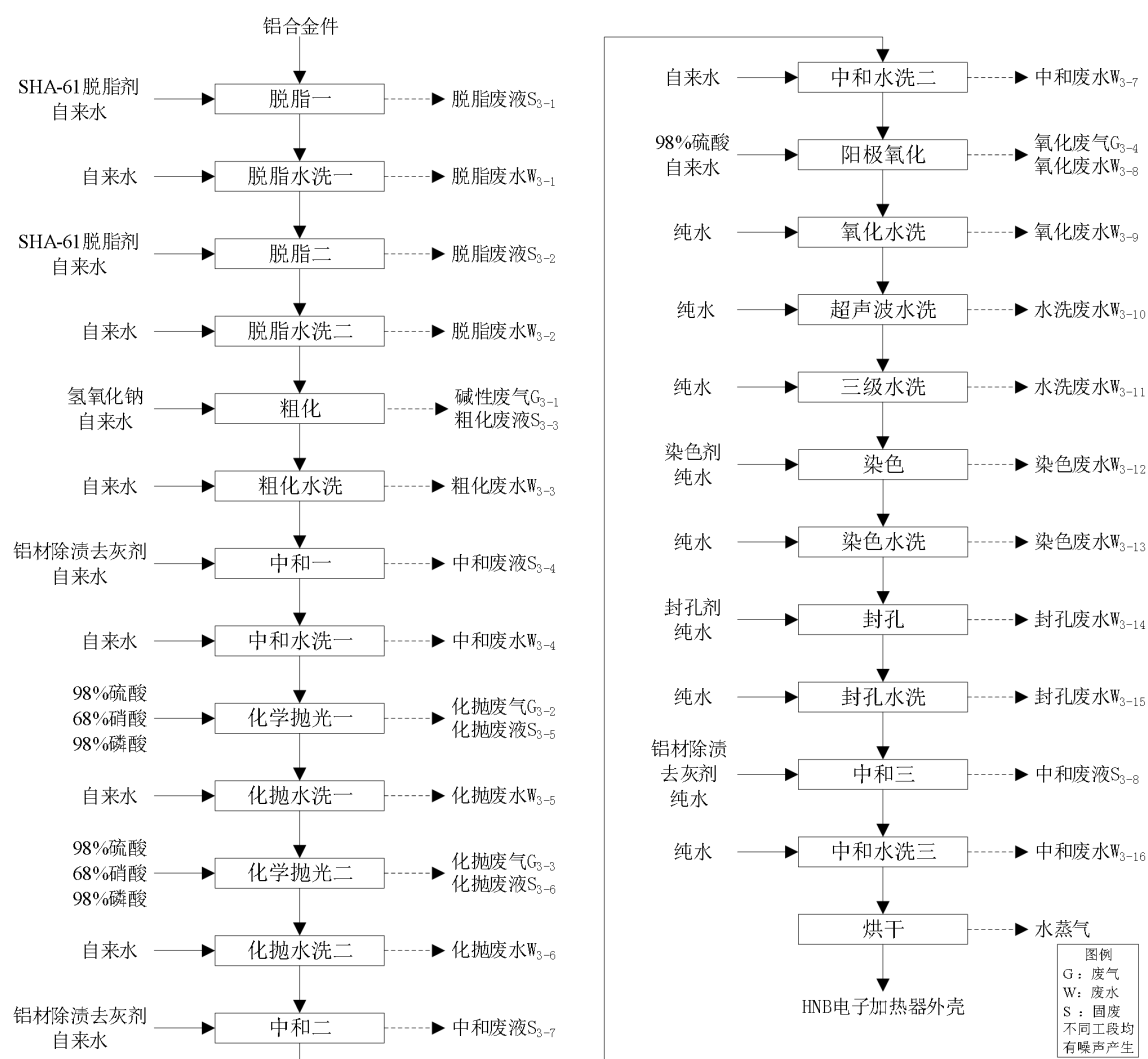 铝合金件
SHA-61脱脂剂
自来水
脱脂一
脱脂废液S3-1
自来水
脱脂水洗一
脱脂废水W3-1
SHA-61脱脂剂
自来水
脱脂二
脱脂废液S3-2
自来水
脱脂水洗二
脱脂废水W3-2
氢氧化钠
自来水
粗化
碱性废气G3-1
粗化废液S3-3
自来水
粗化水洗
粗化废水W3-3
铝材除渍去灰剂
自来水
中和一
中和废液S3-4
自来水
中和水洗一
中和废水W3-4
98%硫酸
68%硝酸
98%磷酸
化学抛光一
化抛废气G3-2
化抛废液S3-5
自来水
化抛水洗一
化抛废水W3-5
98%硫酸
68%硝酸
98%磷酸
化学抛光二
化抛废气G3-3
化抛废液S3-6
自来水
化抛水洗二
化抛废水W3-6
铝材除渍去灰剂
自来水
中和二
中和废液S3-7
自来水
中和水洗二
中和废水W3-7
98%硫酸
自来水
阳极氧化
氧化废气G3-4
氧化废水W3-8
纯水
氧化水洗
氧化废水W3-9
纯水
超声波水洗
水洗废水W3-10
纯水
三级水洗
水洗废水W3-11
染色剂
纯水
染色
染色废水W3-12
纯水
染色水洗
染色废水W3-13
封孔剂
纯水
封孔
封孔废水W3-14
纯水
封孔水洗
封孔废水W3-15
铝材除渍
去灰剂
纯水
中和三
中和废液S3-8
纯水
中和水洗三
中和废水W3-16
烘干
水蒸气
HNB电子加热器外壳
图例
G：废气
W：废水
S：固废
不同工段均
有噪声产生